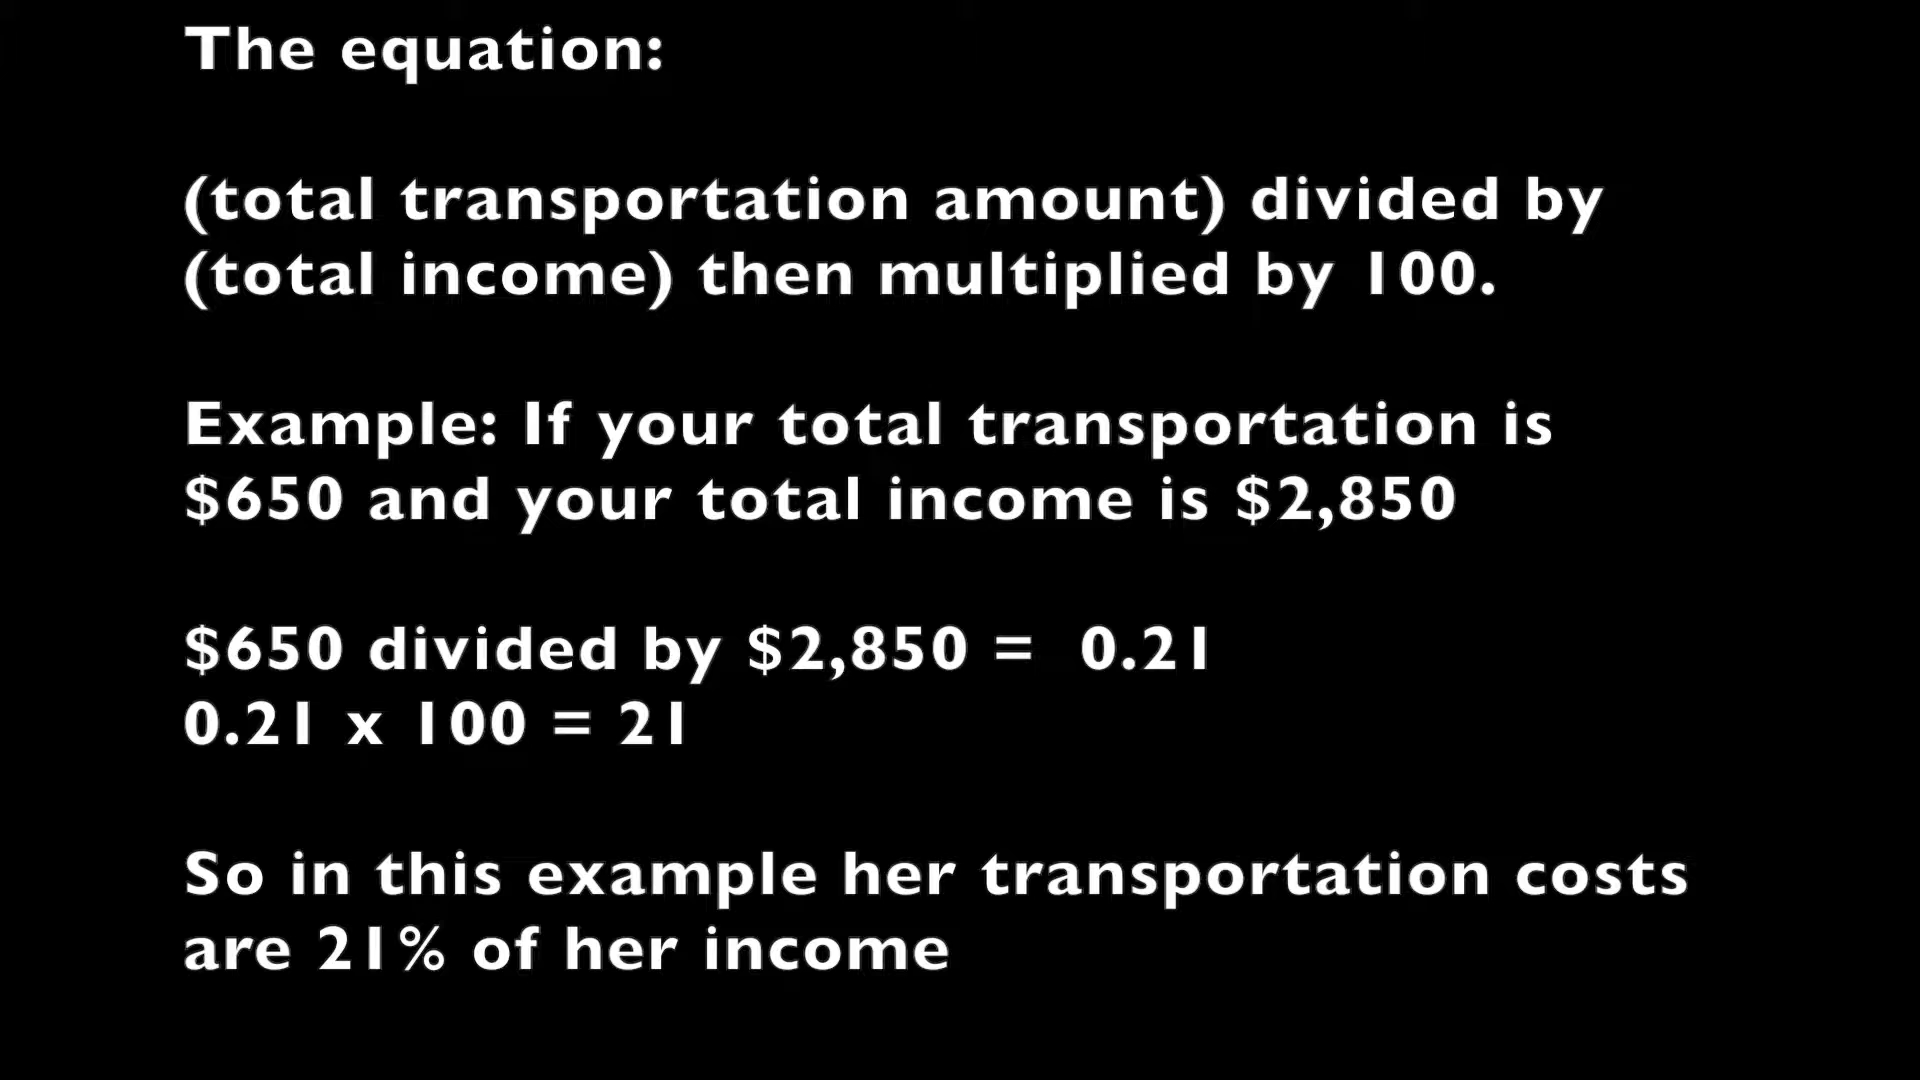 The equation:
(total transportation amount) divided by
(total income) then multiplied by 100.
Example: If your total transportation is
$650 and your total income is $2,850
$650 divided by $2,850 =  0.21
0.21 x 100 = 21
So in this example her transportation costs
are 21% of her income